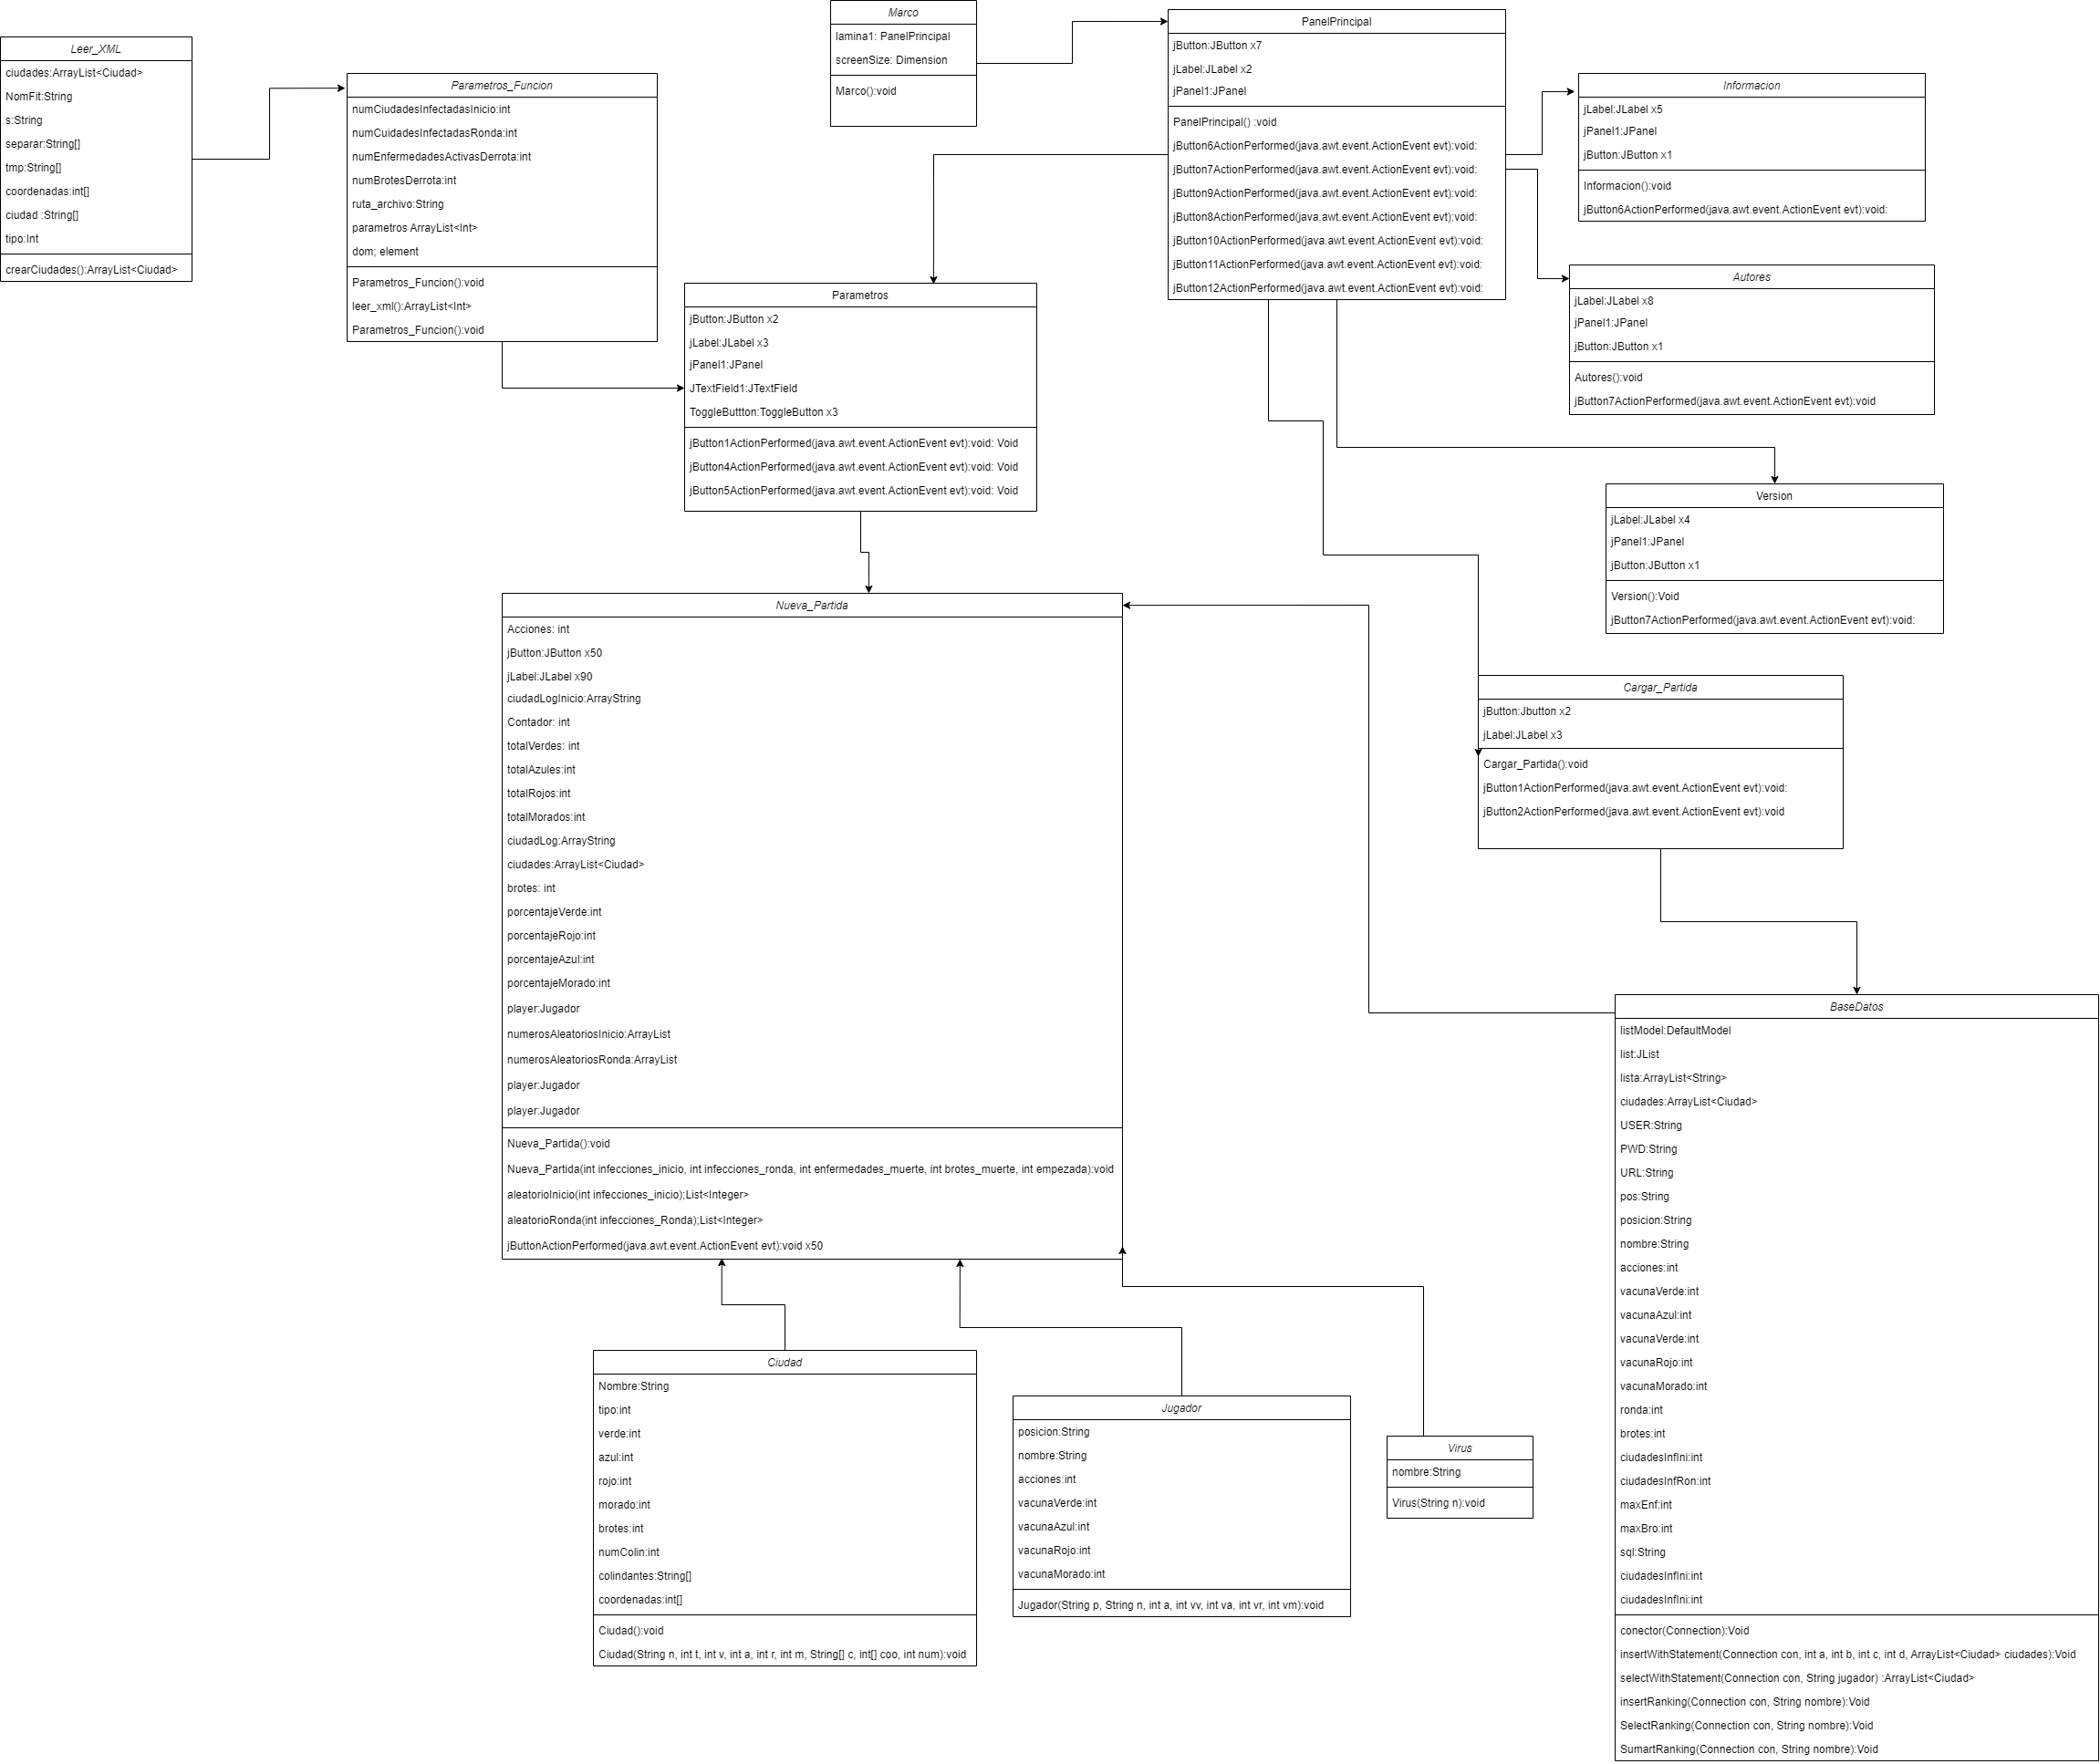 Leer_XML
ciudades:ArrayList<Ciudad>
NomFit:String
s:String
separar:String[]
tmp:String[]
coordenadas:int[]
ciudad :String[]
tipo:Int
crearCiudades():ArrayList<Ciudad>
Parametros_Funcion
numCiudadesInfectadasInicio:int
numCuidadesInfectadasRonda:int
numEnfermedadesActivasDerrota:int
numBrotesDerrota:int
ruta_archivo:String
parametros ArrayList<Int>
dom; element
Parametros_Funcion():void
leer_xml():ArrayList<Int>
Parametros_Funcion():void
Marco
lamina1: PanelPrincipal
screenSize: Dimension
Marco():void
PanelPrincipal
jButton:JButton x7
jLabel:JLabel x2
jPanel1:JPanel
PanelPrincipal() :void
jButton6ActionPerformed(java.awt.event.ActionEvent evt):void:
jButton7ActionPerformed(java.awt.event.ActionEvent evt):void:
jButton9ActionPerformed(java.awt.event.ActionEvent evt):void:
jButton8ActionPerformed(java.awt.event.ActionEvent evt):void:
jButton10ActionPerformed(java.awt.event.ActionEvent evt):void:
jButton11ActionPerformed(java.awt.event.ActionEvent evt):void:
jButton12ActionPerformed(java.awt.event.ActionEvent evt):void:
Informacion
jLabel:JLabel x5
jPanel1:JPanel
jButton:JButton x1
Informacion():void
jButton6ActionPerformed(java.awt.event.ActionEvent evt):void:
Autores
jLabel:JLabel x8
jPanel1:JPanel
jButton:JButton x1
Autores():void
jButton7ActionPerformed(java.awt.event.ActionEvent evt):void
Parametros
jButton:JButton x2
jLabel:JLabel x3
jPanel1:JPanel
JTextField1:JTextField
ToggleButtton:ToggleButton x3
jButton1ActionPerformed(java.awt.event.ActionEvent evt):void: Void
jButton4ActionPerformed(java.awt.event.ActionEvent evt):void: Void
jButton5ActionPerformed(java.awt.event.ActionEvent evt):void: Void
Version
jLabel:JLabel x4
jPanel1:JPanel
jButton:JButton x1
Version():Void
jButton7ActionPerformed(java.awt.event.ActionEvent evt):void:
Nueva_Partida
Acciones: int
jButton:JButton x50
jLabel:JLabel x90
ciudadLogInicio:ArrayString
Contador: int
totalVerdes: int
totalAzules:int
totalRojos:int
totalMorados:int
ciudadLog:ArrayString
ciudades:ArrayList<Ciudad>
brotes: int
porcentajeVerde:int
porcentajeRojo:int
porcentajeAzul:int
porcentajeMorado:int
player:Jugador
numerosAleatoriosInicio:ArrayList
numerosAleatoriosRonda:ArrayList
player:Jugador
player:Jugador
Nueva_Partida():void
Nueva_Partida(int infecciones_inicio, int infecciones_ronda, int enfermedades_muerte, int brotes_muerte, int empezada):void
aleatorioInicio(int infecciones_inicio);List<Integer>
aleatorioRonda(int infecciones_Ronda);List<Integer>
jButtonActionPerformed(java.awt.event.ActionEvent evt):void x50
Cargar_Partida
jButton:Jbutton x2
jLabel:JLabel x3
Cargar_Partida():void
jButton1ActionPerformed(java.awt.event.ActionEvent evt):void:
jButton2ActionPerformed(java.awt.event.ActionEvent evt):void
BaseDatos
listModel:DefaultModel
list:JList
lista:ArrayList<String>
ciudades:ArrayList<Ciudad>
USER:String
PWD:String
URL:String
pos:String
posicion:String
nombre:String
acciones:int
vacunaVerde:int
vacunaAzul:int
vacunaVerde:int
vacunaRojo:int
vacunaMorado:int
ronda:int
brotes:int
ciudadesInfIni:int
ciudadesInfRon:int
maxEnf:int
maxBro:int
sql:String
ciudadesInfIni:int
ciudadesInfIni:int
conector(Connection):Void
insertWithStatement(Connection con, int a, int b, int c, int d, ArrayList<Ciudad> ciudades):Void
selectWithStatement(Connection con, String jugador) :ArrayList<Ciudad>
insertRanking(Connection con, String nombre):Void
SelectRanking(Connection con, String nombre):Void
SumartRanking(Connection con, String nombre):Void
Ciudad
Nombre:String
tipo:int
verde:int
azul:int
rojo:int
morado:int
brotes:int
numColin:int
colindantes:String[]
coordenadas:int[]
Ciudad():void
Ciudad(String n, int t, int v, int a, int r, int m, String[] c, int[] coo, int num):void
Jugador
posicion:String
nombre:String
acciones:int
vacunaVerde:int
vacunaAzul:int
vacunaRojo:int
vacunaMorado:int
Jugador(String p, String n, int a, int vv, int va, int vr, int vm):void
Virus
nombre:String
Virus(String n):void